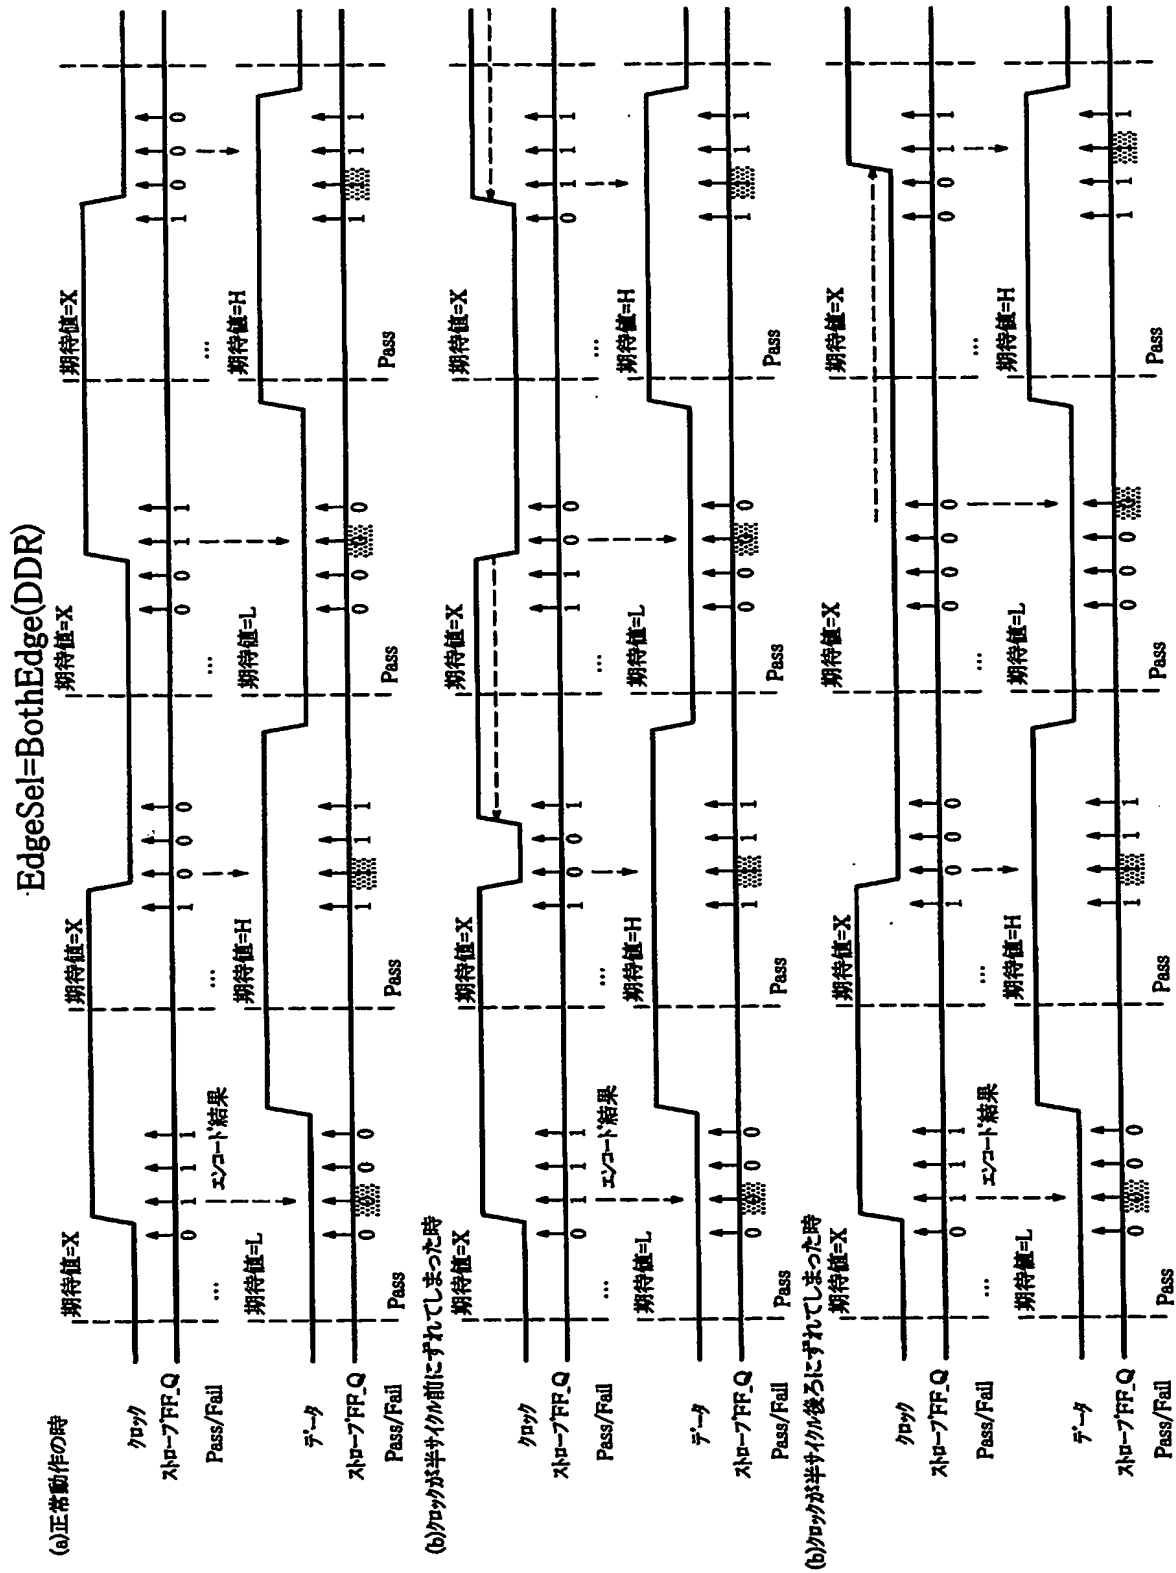 ·EdgeSel=BothEdge(DDR)
(a)正常動作の時
期待値=X 期待値=X 期待値=X 期待値=X
クロック
ストローブFF_Q 0 1 1 1 1 0 0 0 0 0 1 1 1 0 0 0
Pass/Fail ... エンコード結果 ... ... ...
期待値=L 期待値=H 期待値=L 期待値=H
データ
ストローブFF_Q 0 0 0 0 1 1 1 1 0 0 0 0 1 1 1 1
Pass/Fail Pass Pass Pass Pass
(b)クロックが半サイクル前にずれてしまった時
期待値=X 期待値=X 期待値=X 期待値=X
クロック
ストローブFF_Q 0 1 1 1 1 0 0 1 1 1 0 0 0 1 1 1
Pass/Fail ... エンコード結果 ... ... ...
期待値=L 期待値=H 期待値=L 期待値=H
データ
ストローブFF_Q 0 0 0 0 1 1 1 1 0 0 0 0 1 1 1 1
Pass/Fail Pass Pass Pass Pass
(b)クロックが半サイクル後ろにずれてしまった時
期待値=X 期待値=X 期待値=X 期待値=X
クロック
ストローブFF_Q 0 1 1 1 1 0 0 0 0 0 0 0 0 0 1 1
Pass/Fail ... エンコード結果 ... ... ...
期待値=L 期待値=H 期待値=L 期待値=H
データ
ストローブFF_Q 0 0 0 0 1 1 1 1 0 0 0 0 1 1 1 1
Pass/Fail Pass Pass Pass Pass